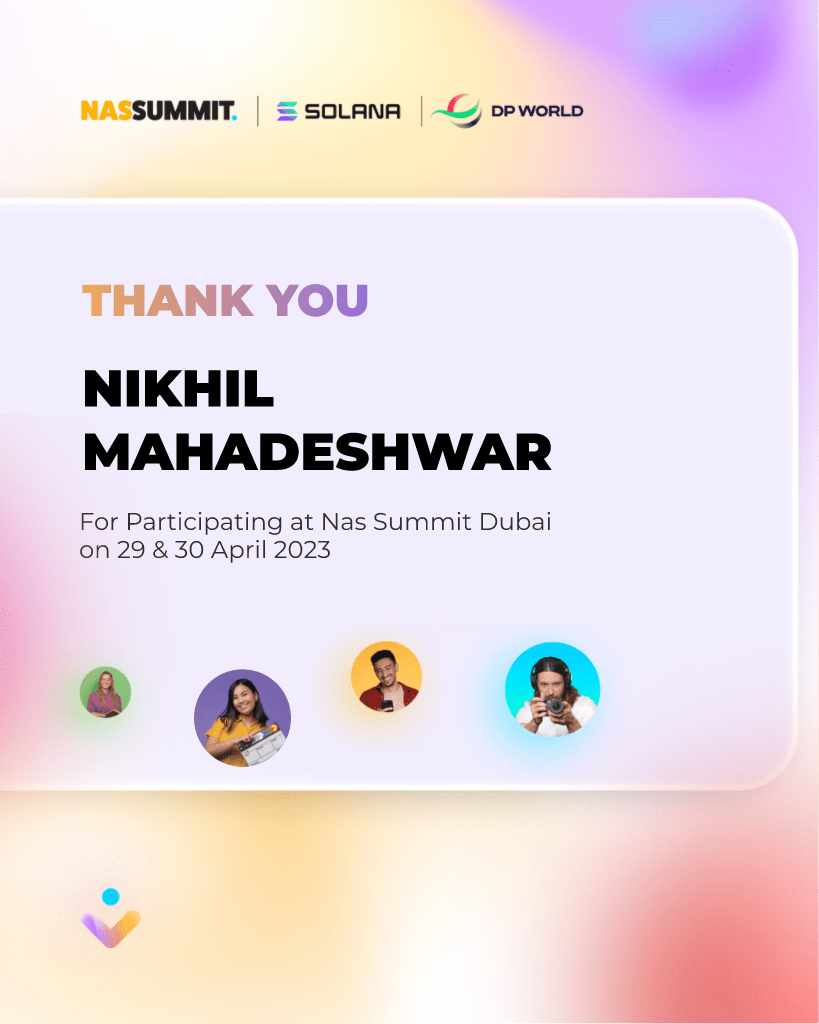 NASSUMMIT. | SOLANA | DP WORLD
THANK YOU
NIKHIL
MAHADESHWAR
For Participating at Nas Summit Dubai
on 29 & 30 April 2023